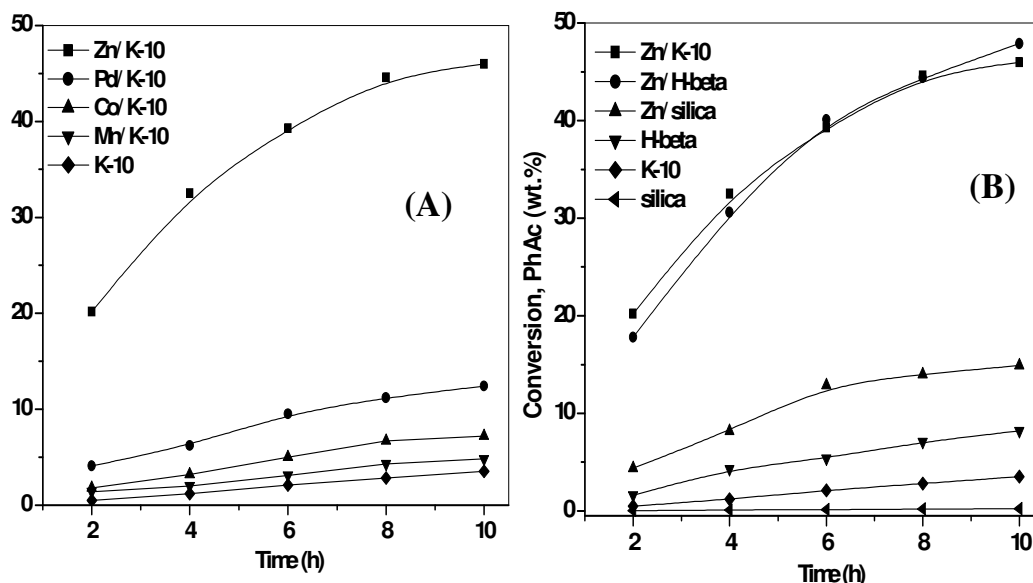 50
40
30
20
10
0
Zn/ K-10
Pd/ K-10
Co/ K-10
Mn/ K-10
K-10
(A)
2 4 6 8 10
Time (h)
Conversion, PhAc (wt.%)
50
40
30
20
10
0
Zn/ K-10
Zn/ H-beta
Zn/ silica
H-beta
K-10
silica
(B)
2 4 6 8 10
Time (h)